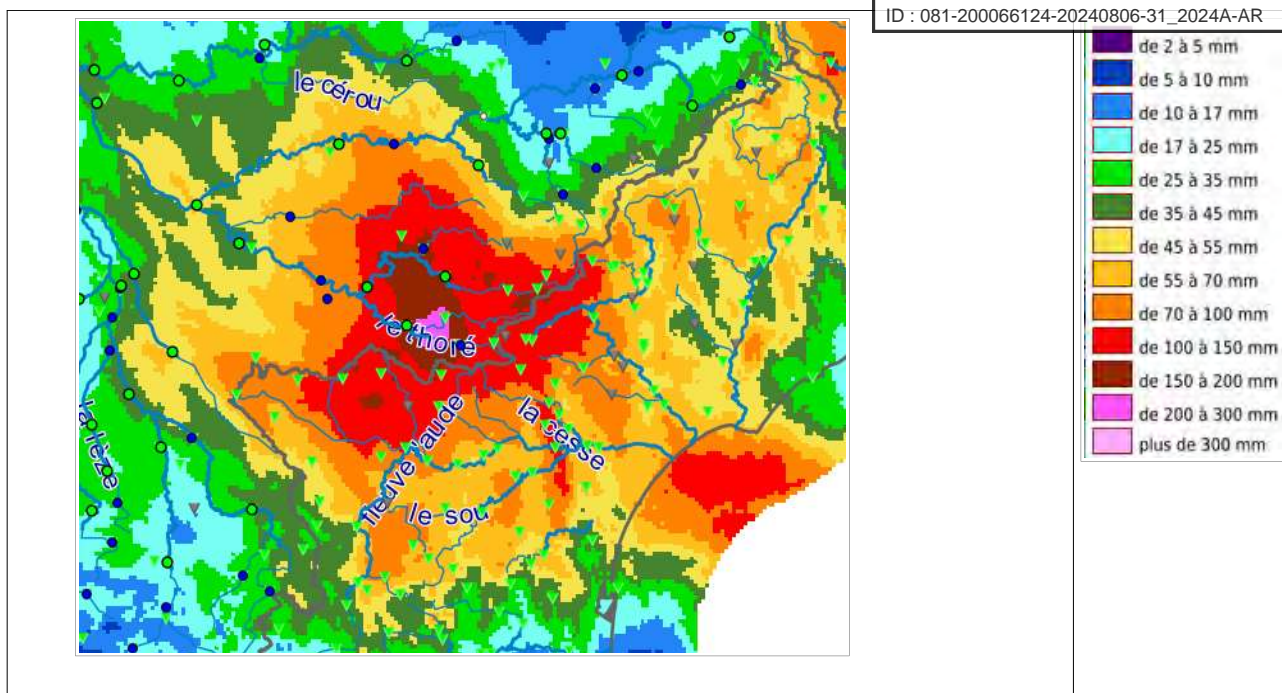 ID : 081-200066124-20240806-31_2024A-AR
de 2 à 5 mm
de 5 à 10 mm
de 10 à 17 mm
de 17 à 25 mm
de 25 à 35 mm
de 35 à 45 mm
de 45 à 55 mm
de 55 à 70 mm
de 70 à 100 mm
de 100 à 150 mm
de 150 à 200 mm
de 200 à 300 mm
plus de 300 mm
le cérou
le thoré
la cesse
fleuve l'aude
le sou
la lèze